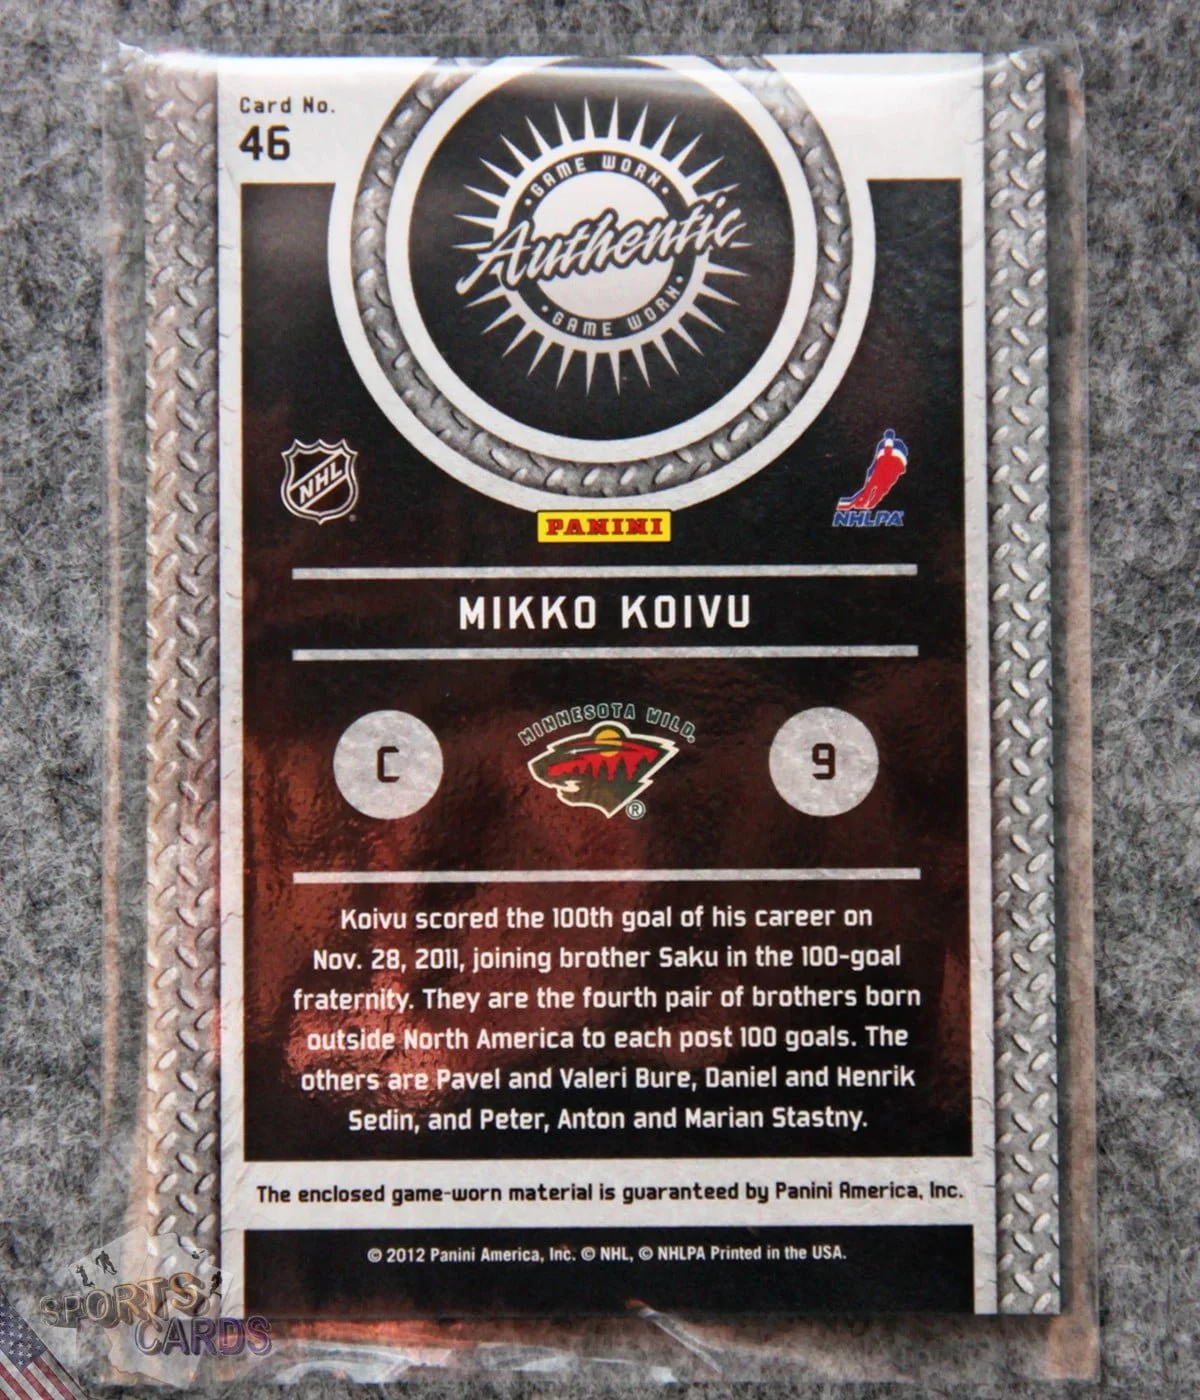 Card No.
46
GAME WORN
Authentic
GAME WORN
NHL
NHLPA
PANINI
MIKKO KOIVU
MINNESOTA WILD
®
C
9
Koivu scored the 100th goal of his career on
Nov. 28, 2011, joining brother Saku in the 100-goal
fraternity. They are the fourth pair of brothers born
outside North America to each post 100 goals. The
others are Pavel and Valeri Bure, Daniel and Henrik
Sedin, and Peter, Anton and Marian Stastny.
The enclosed game-worn material is guaranteed by Panini America, Inc.
© 2012 Panini America, Inc. © NHL, © NHLPA Printed in the USA.
SPORTS
CARDS